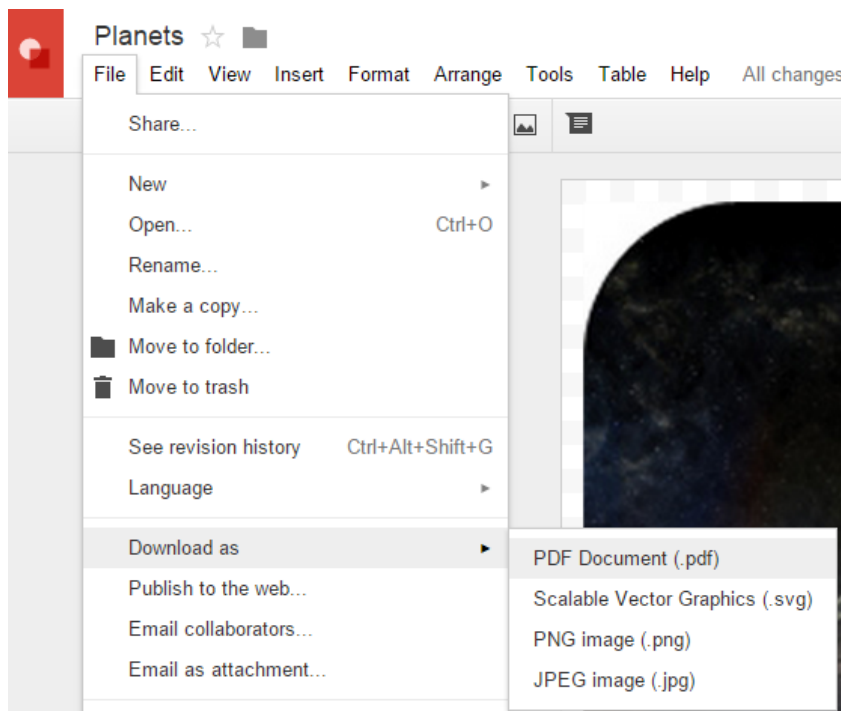 Planets
File Edit View Insert Format Arrange Tools Table Help All changes
Share...
New
Open... Ctrl+O
Rename...
Make a copy...
Move to folder...
Move to trash
See revision history Ctrl+Alt+Shift+G
Language
Download as
PDF Document (.pdf)
Publish to the web...
Scalable Vector Graphics (.svg)
Email collaborators...
PNG image (.png)
Email as attachment...
JPEG image (.jpg)